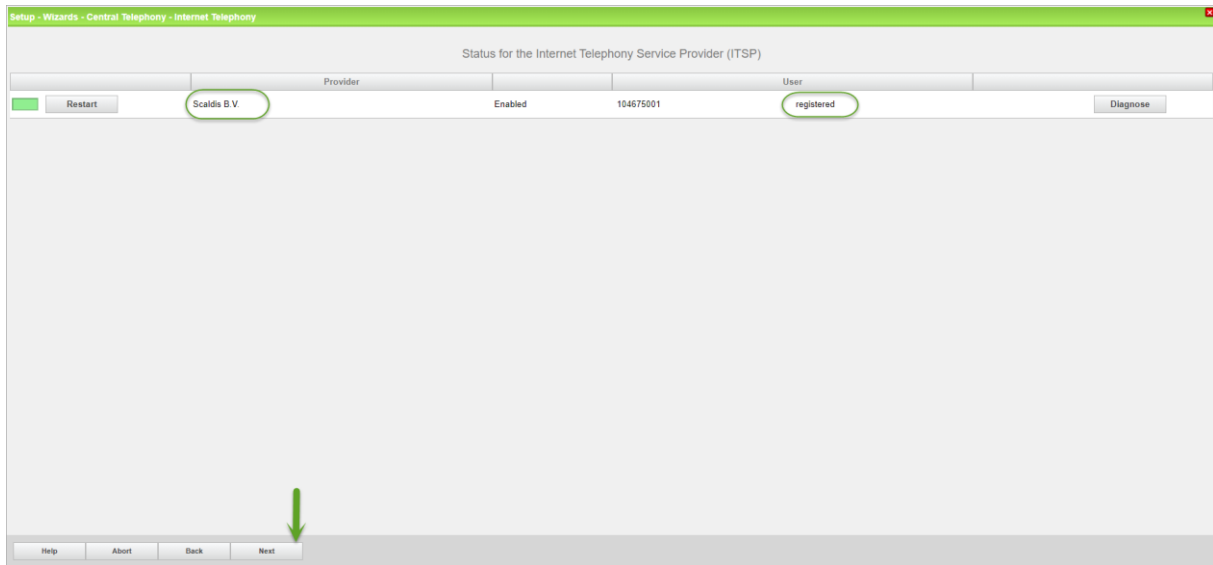 Setup - Wizards - Central Telephony - Internet Telephony
Status for the Internet Telephony Service Provider (ITSP)
Provider User
Restart Scaldis B.V. Enabled 104675001 registered Diagnose
Help Abort Back Next